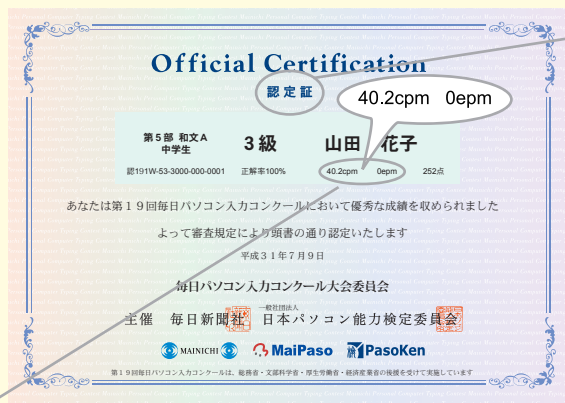 Official Certification
認定証
40.2cpm 0epm
第5部 和文A
中学生
3級
山田 花子
認191W-53-3000-000-0001 正解率100% 40.2cpm 0epm 252点
あなたは第19回毎日パソコン入力コンクールにおいて優秀な成績を収められました
よって審査規定により頭書の通り認定いたします
平成31年7月9日
毎日パソコン入力コンクール大会委員会
一般社団法人
主催 毎日新聞社 日本パソコン能力検定委員会
MAINICHI MaiPaso PasoKen
第19回毎日パソコン入力コンクールは、総務省・文部科学省・厚生労働省・経済産業省の後援を受けて実施しています